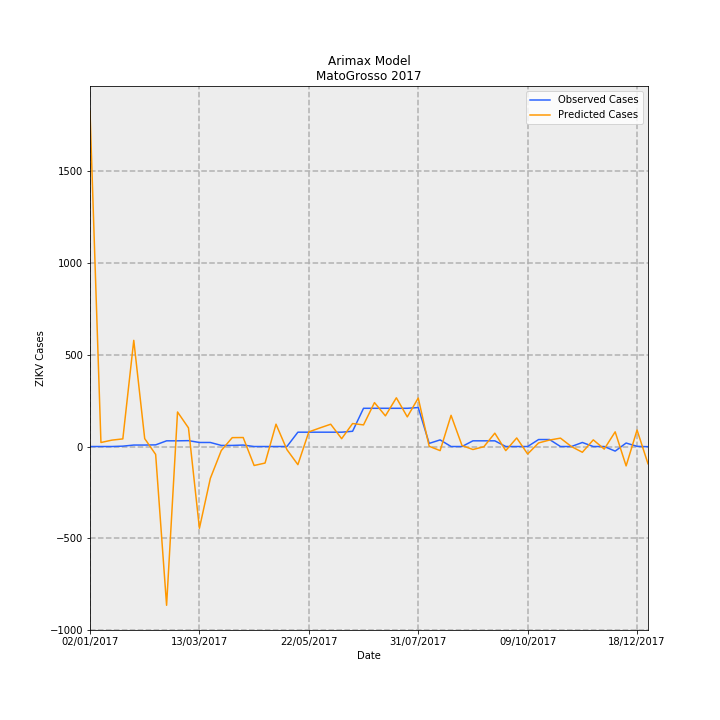 Arimax Model
MatoGrosso 2017
Observed Cases
Predicted Cases
ZIKV Cases
1500
1000
500
0
−500
−1000
02/01/2017 13/03/2017 22/05/2017 31/07/2017 09/10/2017 18/12/2017
Date